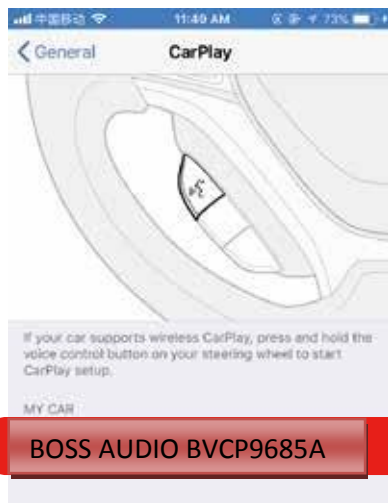 中国移动 11:49 AM 73%
General CarPlay
If your car supports wireless CarPlay, press and hold the
voice control button on your steering wheel to start
CarPlay setup.
MY CAR
BOSS AUDIO BVCP9685A